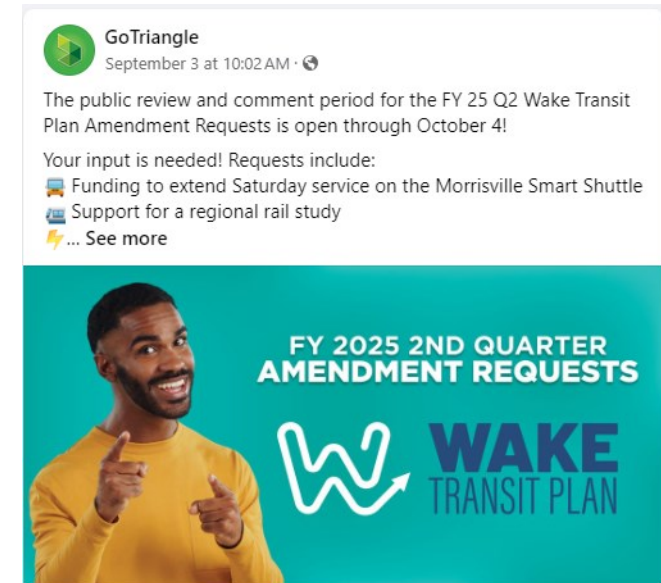 GoTriangle
September 3 at 10:02 AM ·
The public review and comment period for the FY 25 Q2 Wake Transit
Plan Amendment Requests is open through October 4!
Your input is needed! Requests include:
🚍 Funding to extend Saturday service on the Morrisville Smart Shuttle
🚈 Support for a regional rail study
⚡... See more
FY 2025 2ND QUARTER
AMENDMENT REQUESTS
WAKE
TRANSIT PLAN